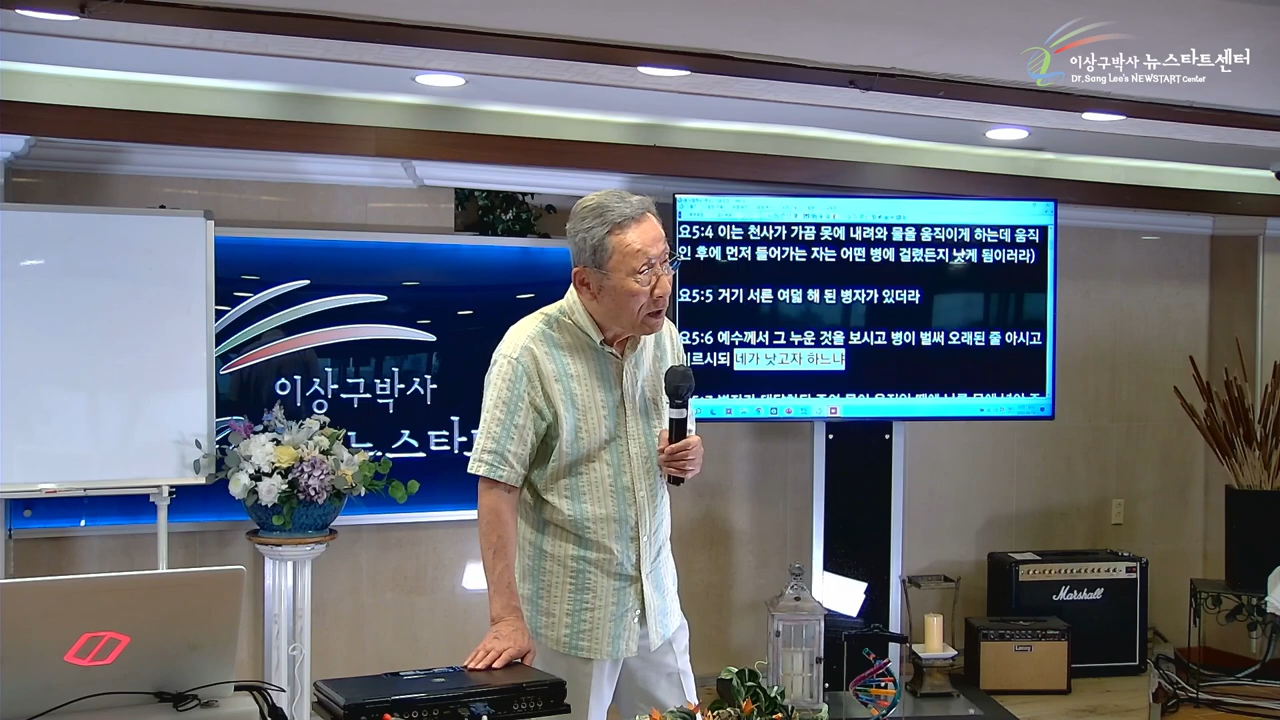 이상구박사 뉴스타트센터
Dr. Sang Lee's NEWSTART Center
요5:4 이는 천사가 가끔 못에 내려와 물을 움직이게 하는데 움직
인 후에 먼저 들어가는 자는 어떤 병에 걸렸든지 낫게 됨이러라)
요5:5 거기 서른 여덟 해 된 병자가 있더라
요5:6 예수께서 그 누운 것을 보시고 병이 벌써 오래된 줄 아시고
이르시되 네가 낫고자 하느냐
이상구박사
뉴스타트
Marshall
Laney